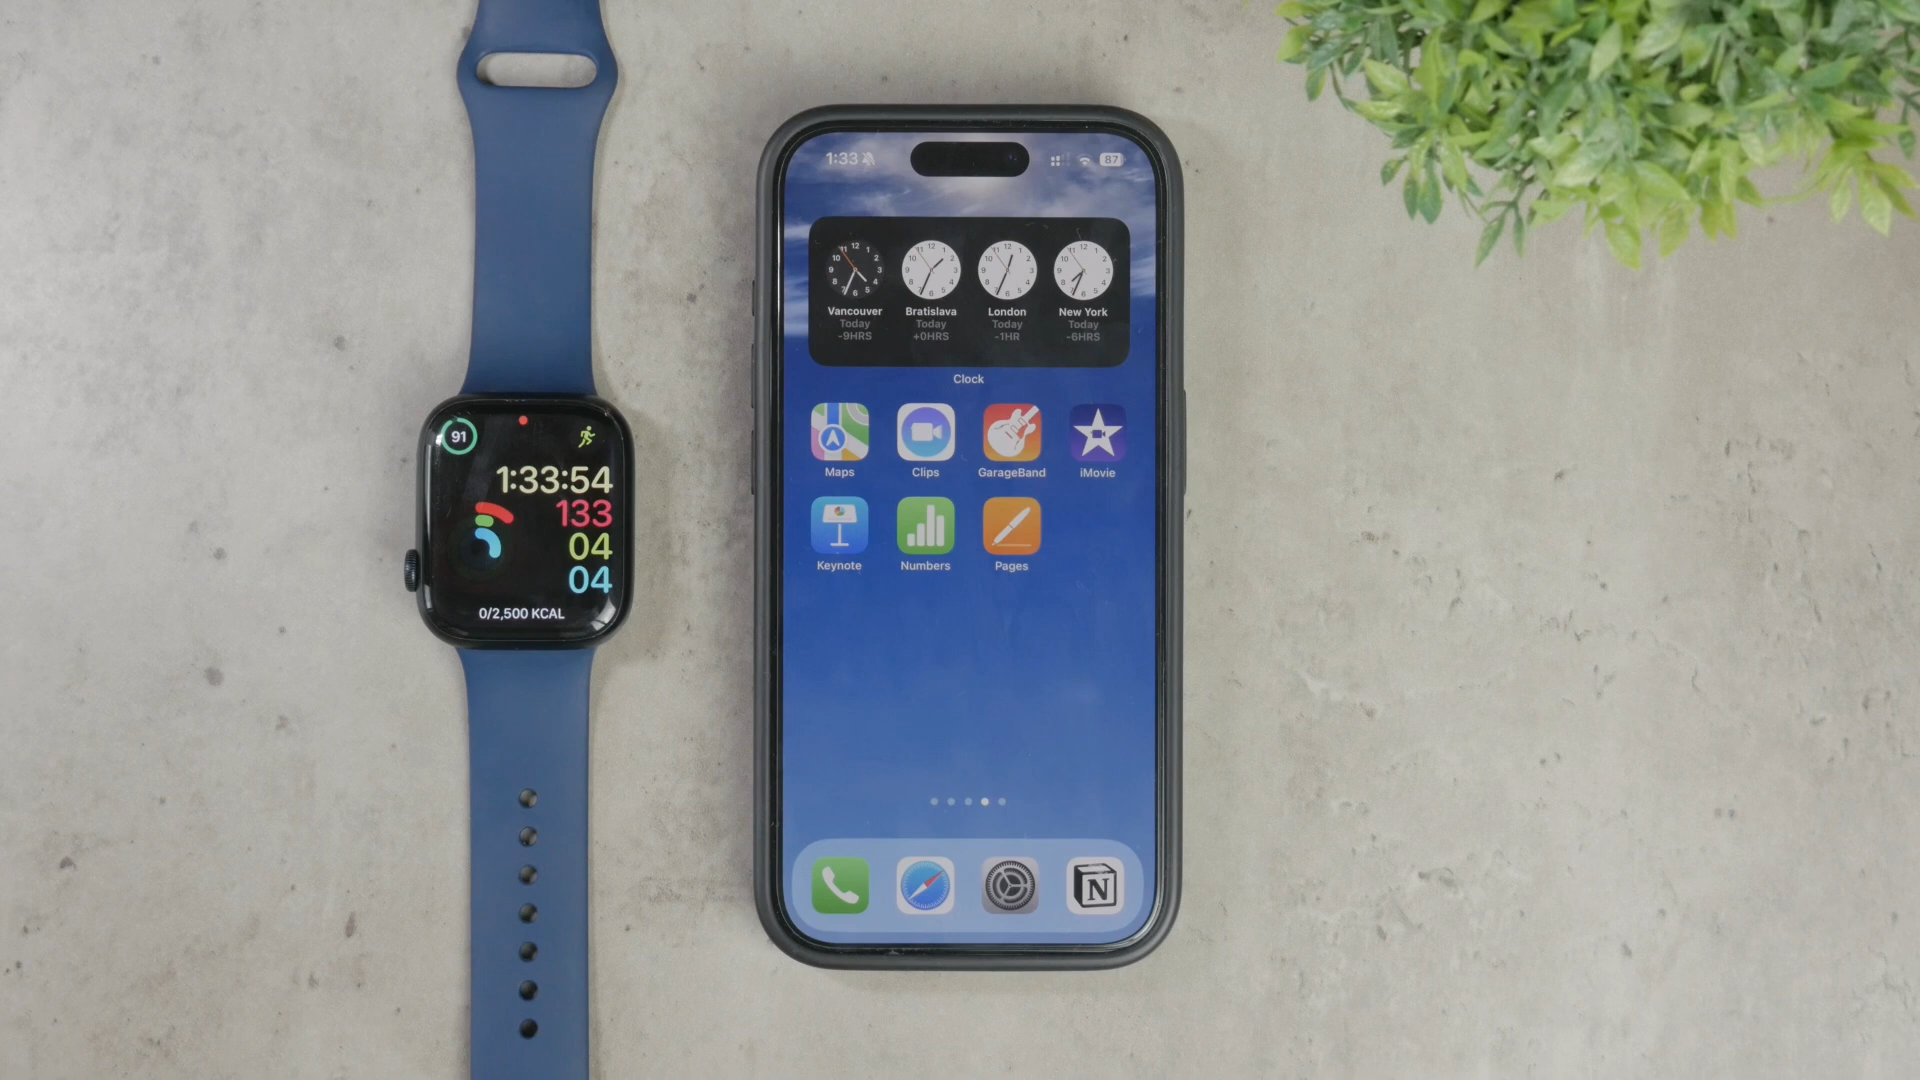 91
1:33:54
133
04
04
0/2,500 KCAL
1:33
87
Vancouver Bratislava London New York
Today Today Today Today
-9HRS +0HRS -1HR -6HRS
Clock
Maps Clips GarageBand iMovie
Keynote Numbers Pages
N